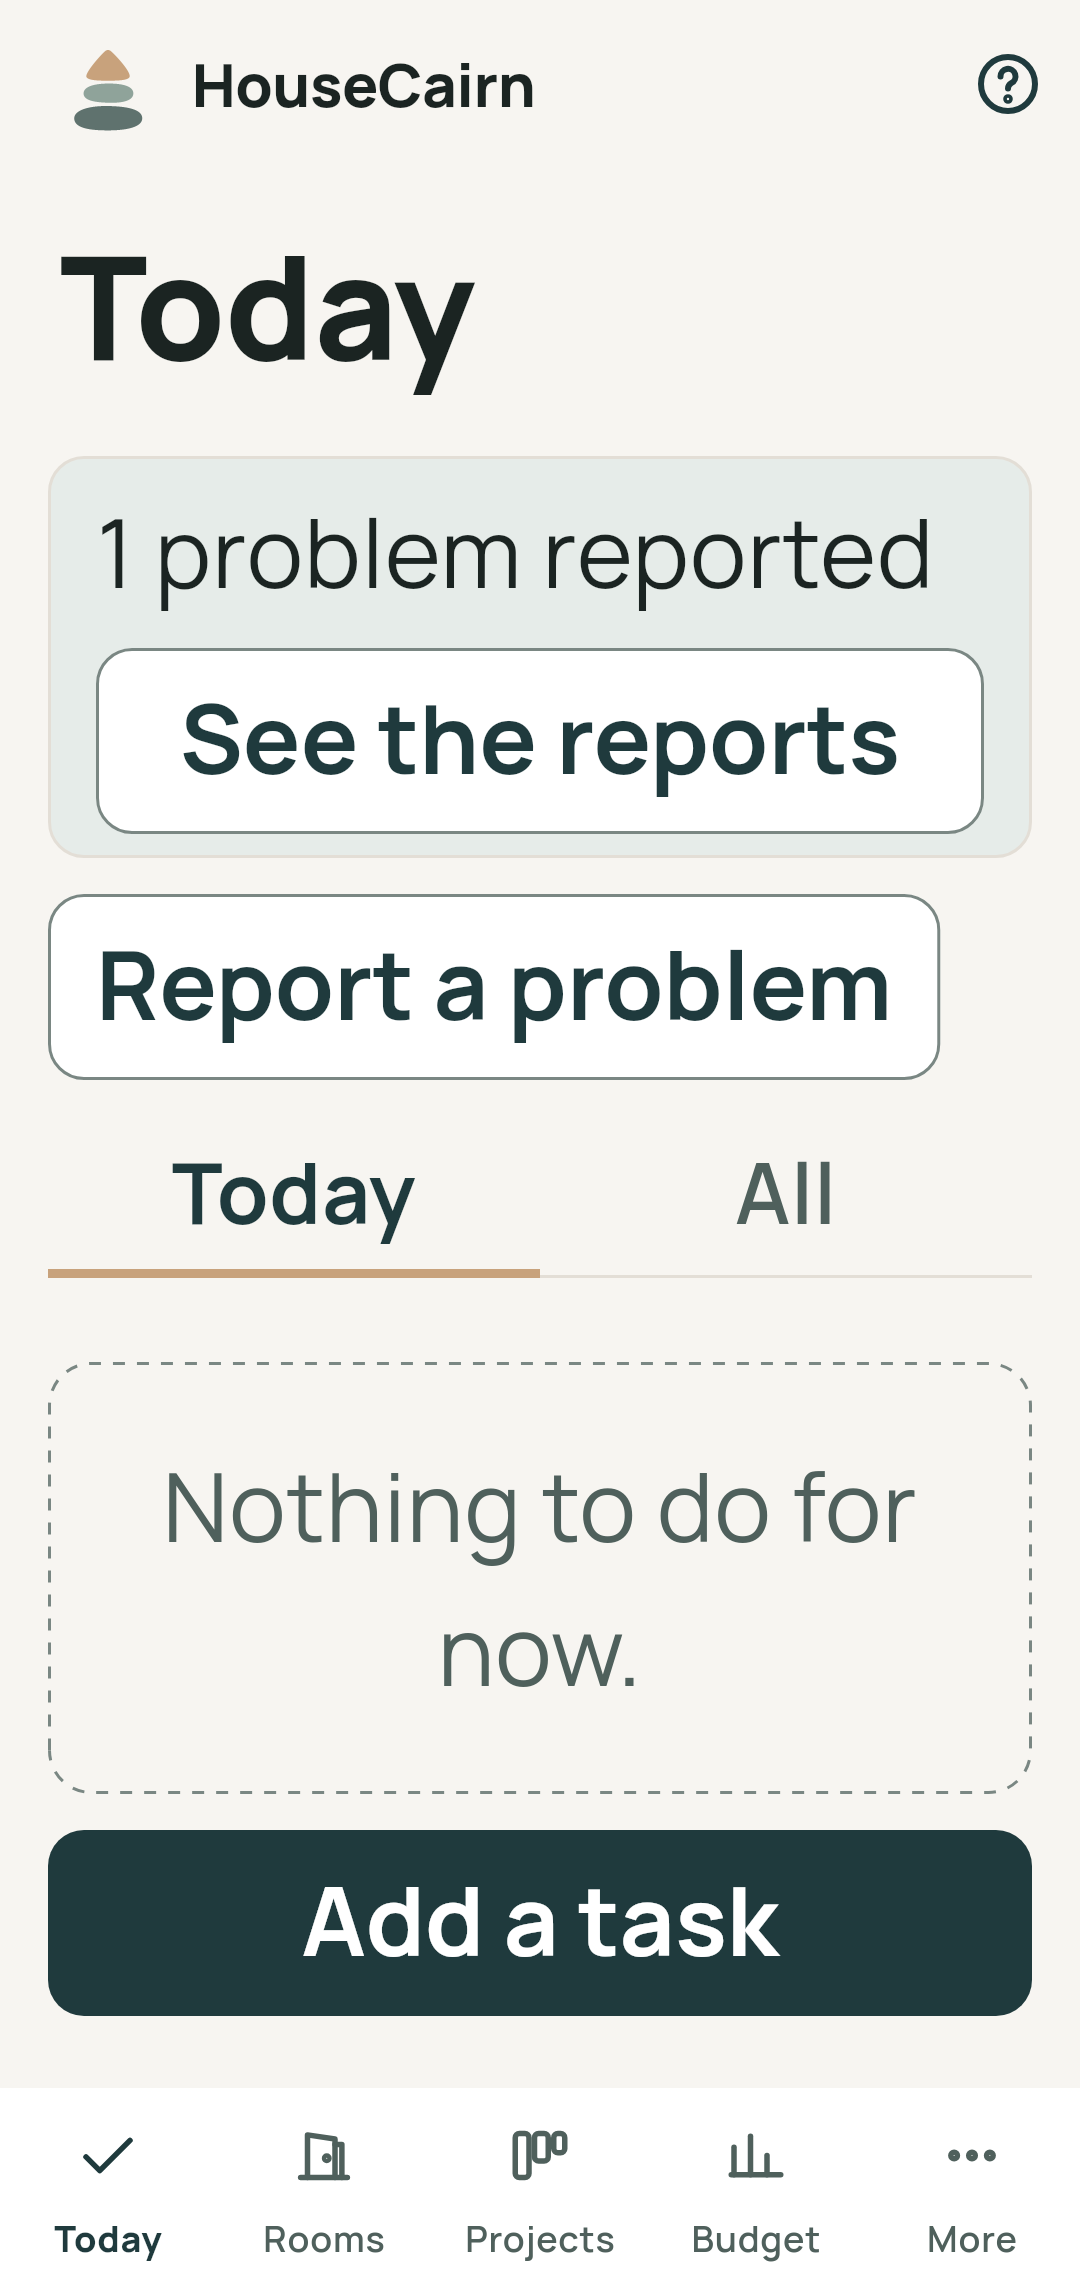 HouseCairn
Today
1 problem reported
See the reports
Report a problem
Today
All
Nothing to do for
now.
Add a task
Today
Rooms
Projects
Budget
More